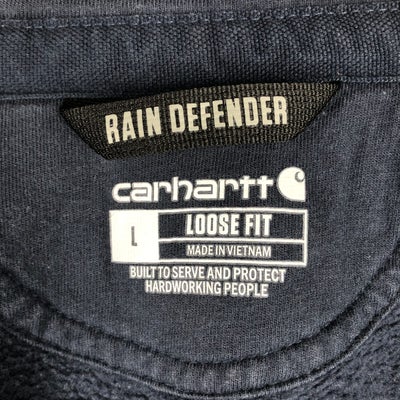 RAIN DEFENDER
carhartt
L
LOOSE FIT
MADE IN VIETNAM
BUILT TO SERVE AND PROTECT
HARDWORKING PEOPLE